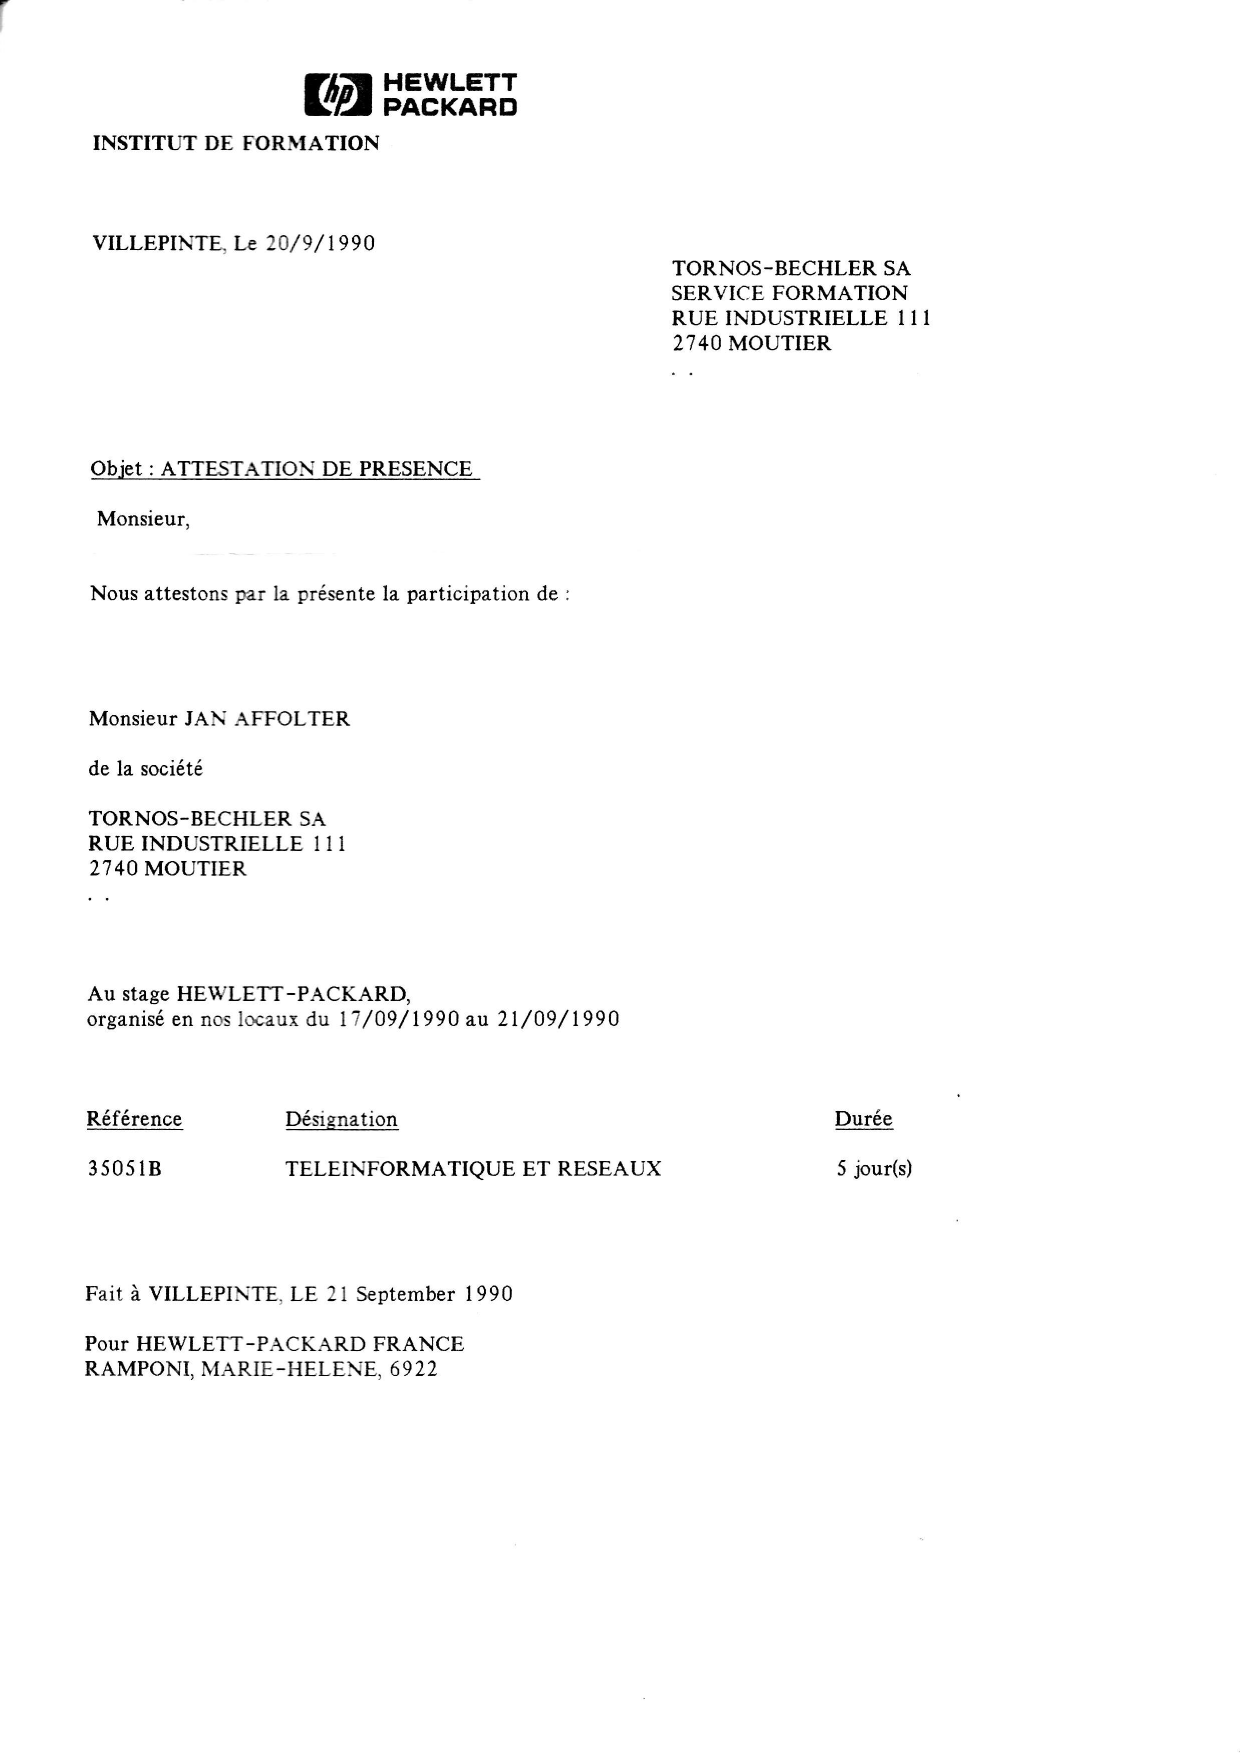 hp HEWLETT
PACKARD
INSTITUT DE FORMATION
VILLEPINTE, Le 20/9/1990
TORNOS-BECHLER SA
SERVICE FORMATION
RUE INDUSTRIELLE 111
2740 MOUTIER
. .
Objet : ATTESTATION DE PRESENCE
Monsieur,
Nous attestons par la présente la participation de :
Monsieur JAN AFFOLTER
de la société
TORNOS-BECHLER SA
RUE INDUSTRIELLE 111
2740 MOUTIER
. .
Au stage HEWLETT-PACKARD,
organisé en nos locaux du 17/09/1990 au 21/09/1990
Référence Désignation Durée
35051B TELEINFORMATIQUE ET RESEAUX 5 jour(s)
Fait à VILLEPINTE, LE 21 September 1990
Pour HEWLETT-PACKARD FRANCE
RAMPONI, MARIE-HELENE, 6922